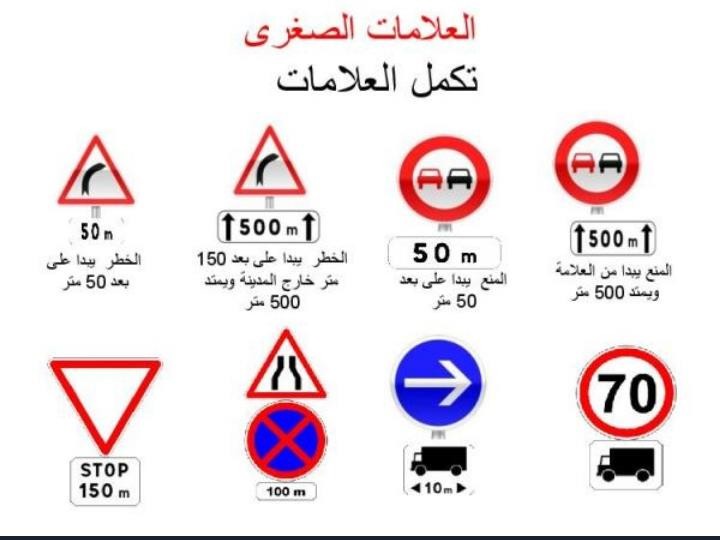 العلامات الصغرى
تكمل العلامات
500 m
المنع يبدا من العلامة
ويمتد 500 متر
50 m
المنع يبدا على بعد
50 متر
500 m
الخطر يبدا على بعد 150
متر خارج المدينة ويمتد
500 متر
50 m
الخطر يبدا على
بعد 50 متر
70
10m
100 m
STOP
150 m